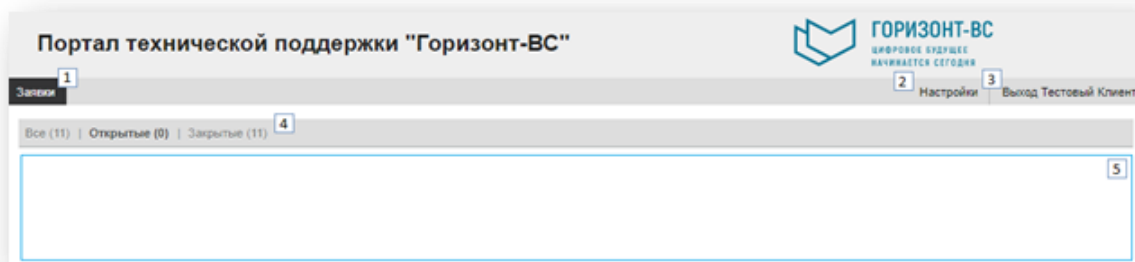 Портал технической поддержки "Горизонт-ВС"
ГОРИЗОНТ-ВС
ЦИФРОВОЕ БУДУЩЕЕ
НАЧИНАЕТСЯ СЕГОДНЯ
1
2
3
Заявки
Настройки
Выход Тестовый Клиент
Все (11) | Открытые (0) | Закрытые (11)
4
5